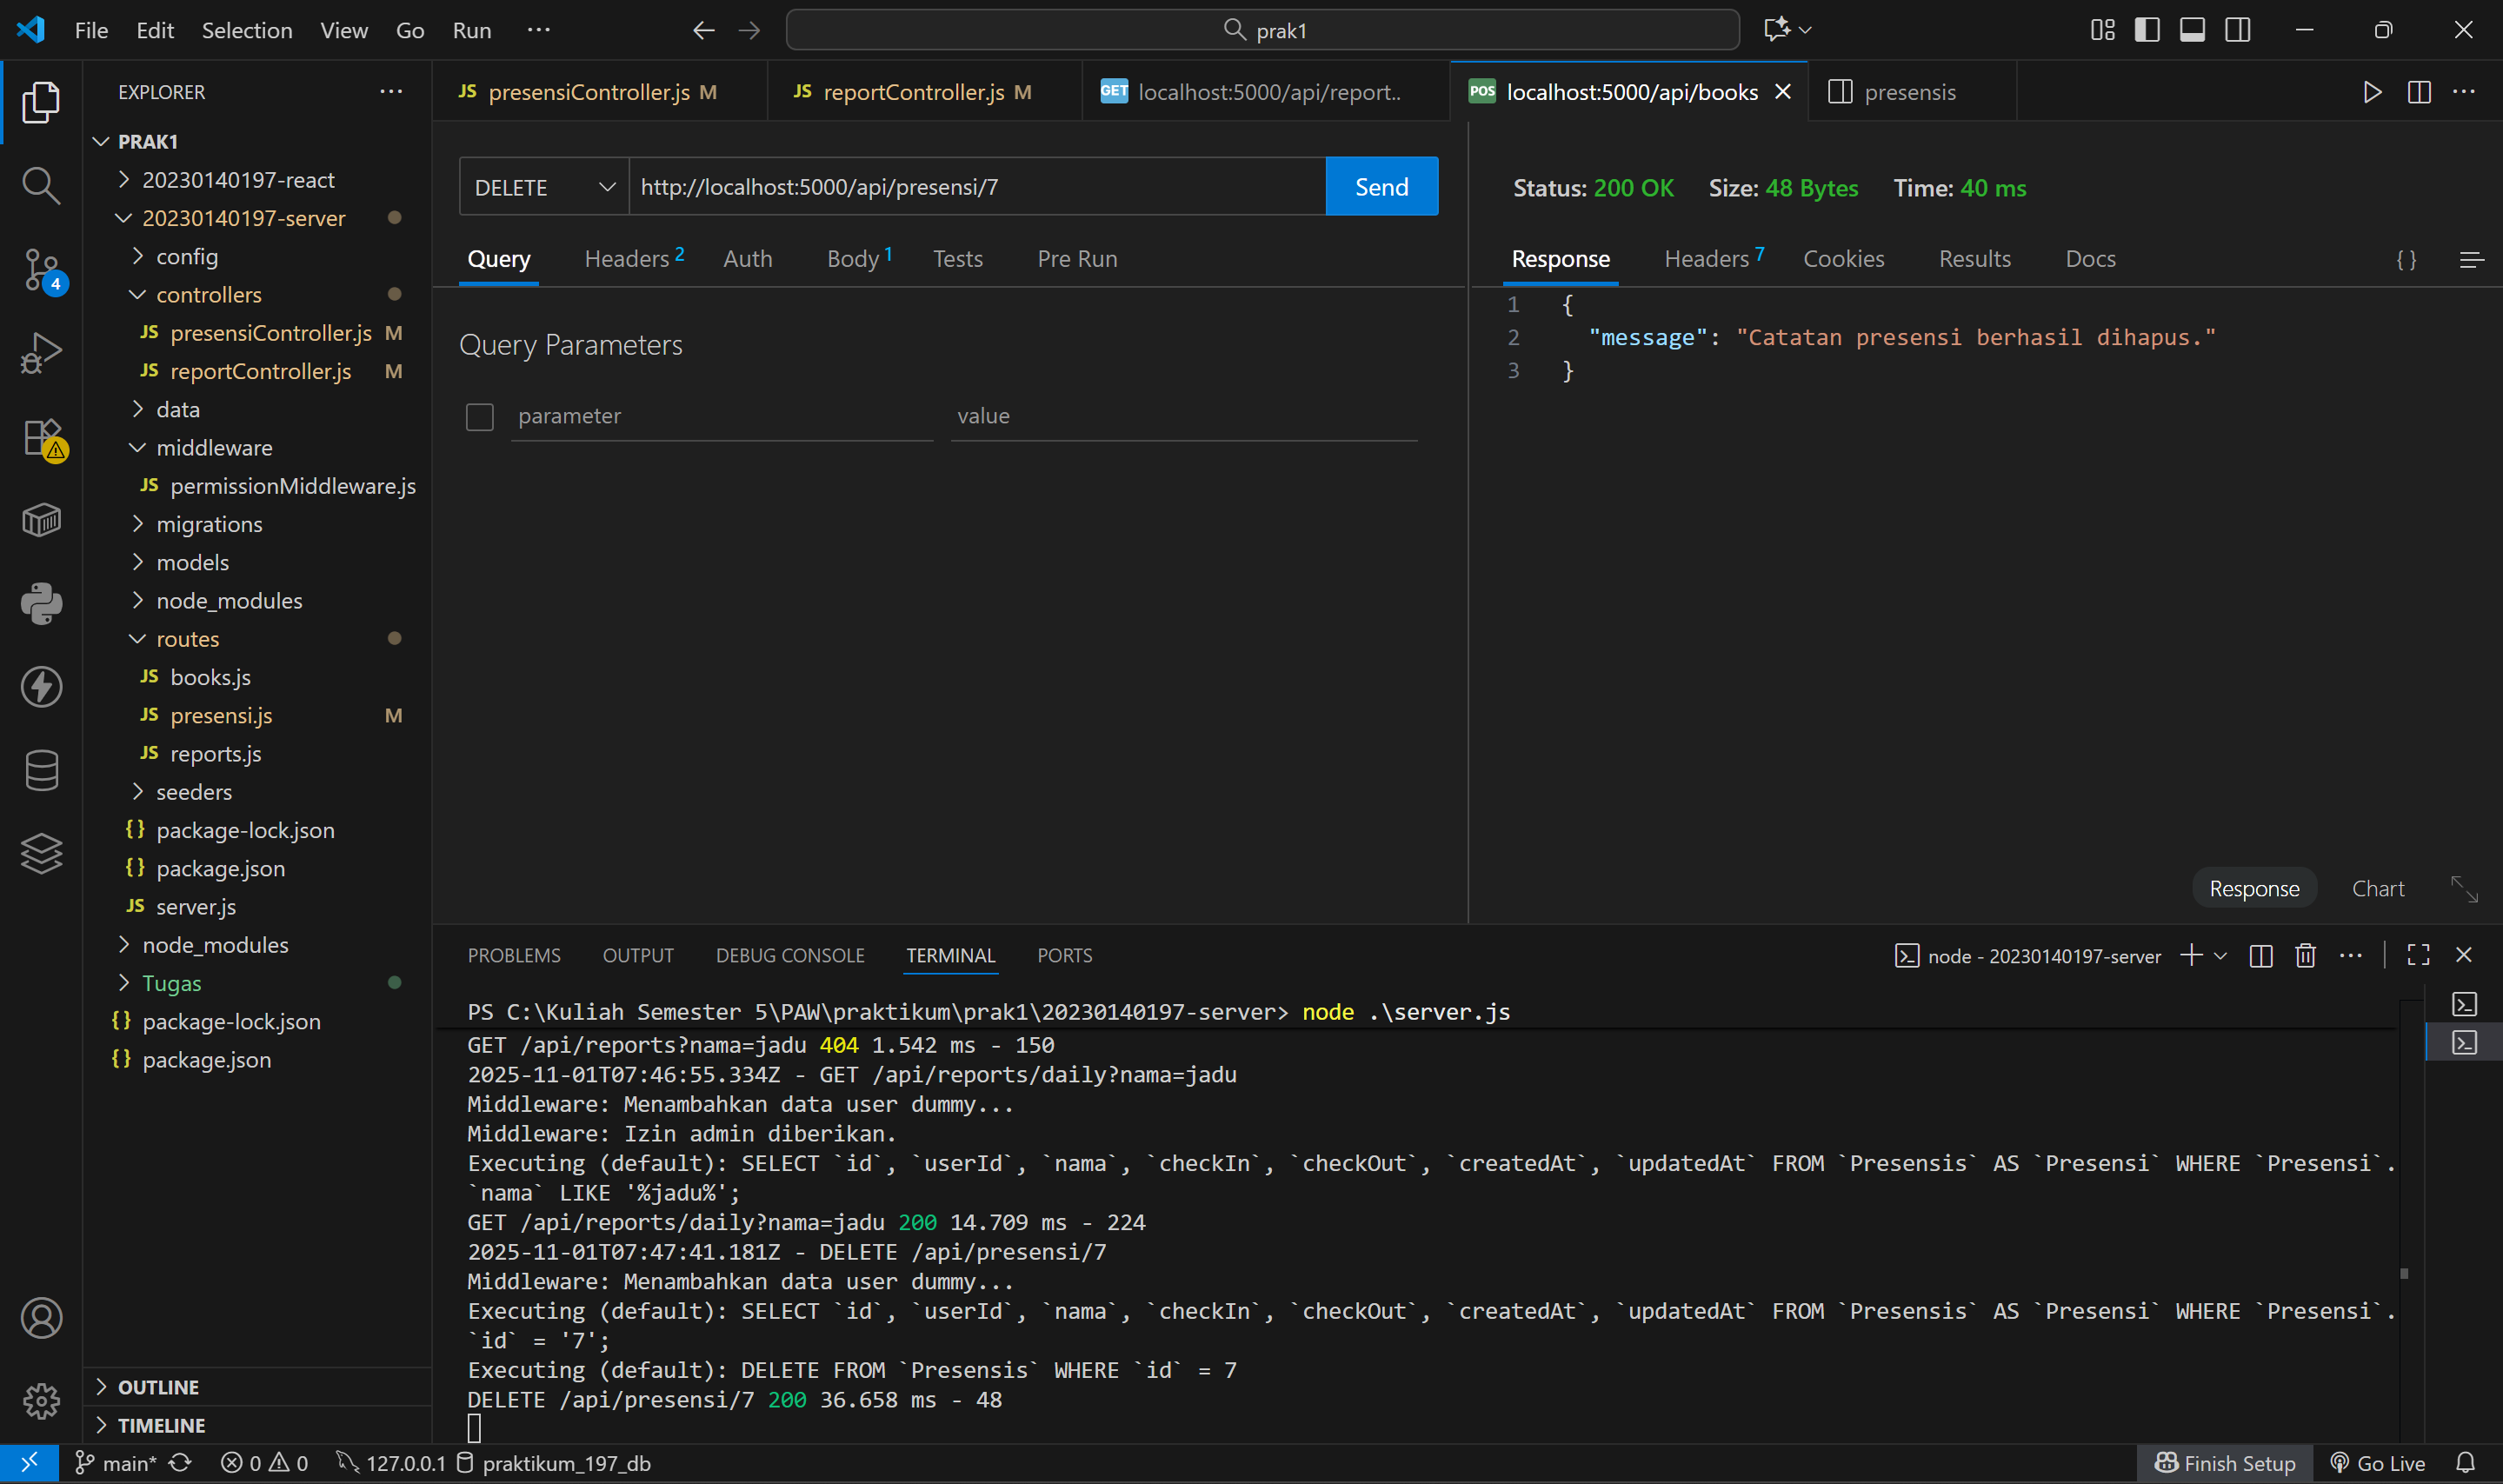 File Edit Selection View Go Run ···
prak1
EXPLORER ···
PRAK1
20230140197-react
20230140197-server
config
controllers
JS presensiController.js M
JS reportController.js M
data
middleware
JS permissionMiddleware.js
migrations
models
node_modules
routes
JS books.js
JS presensi.js M
JS reports.js
seeders
{} package-lock.json
{} package.json
JS server.js
node_modules
Tugas
{} package-lock.json
{} package.json
OUTLINE
TIMELINE
4
JS presensiController.js M
JS reportController.js M
GET localhost:5000/api/report..
POS localhost:5000/api/books
presensis
DELETE http://localhost:5000/api/presensi/7 Send
Query Headers 2 Auth Body 1 Tests Pre Run
Query Parameters
parameter value
Status: 200 OK Size: 48 Bytes Time: 40 ms
Response Headers 7 Cookies Results Docs { }
1 {
2 "message": "Catatan presensi berhasil dihapus."
3 }
Response Chart
PROBLEMS OUTPUT DEBUG CONSOLE TERMINAL PORTS
node - 20230140197-server
PS C:\Kuliah Semester 5\PAW\praktikum\prak1\20230140197-server> node .\server.js
GET /api/reports?nama=jadu 404 1.542 ms - 150
2025-11-01T07:46:55.334Z - GET /api/reports/daily?nama=jadu
Middleware: Menambahkan data user dummy...
Middleware: Izin admin diberikan.
Executing (default): SELECT `id`, `userId`, `nama`, `checkIn`, `checkOut`, `createdAt`, `updatedAt` FROM `Presensis` AS `Presensi` WHERE `Presensi`.
`nama` LIKE '%jadu%';
GET /api/reports/daily?nama=jadu 200 14.709 ms - 224
2025-11-01T07:47:41.181Z - DELETE /api/presensi/7
Middleware: Menambahkan data user dummy...
Executing (default): SELECT `id`, `userId`, `nama`, `checkIn`, `checkOut`, `createdAt`, `updatedAt` FROM `Presensis` AS `Presensi` WHERE `Presensi`.
`id` = '7';
Executing (default): DELETE FROM `Presensis` WHERE `id` = 7
DELETE /api/presensi/7 200 36.658 ms - 48
main* 0 0 127.0.0.1 praktikum_197_db
Finish Setup Go Live